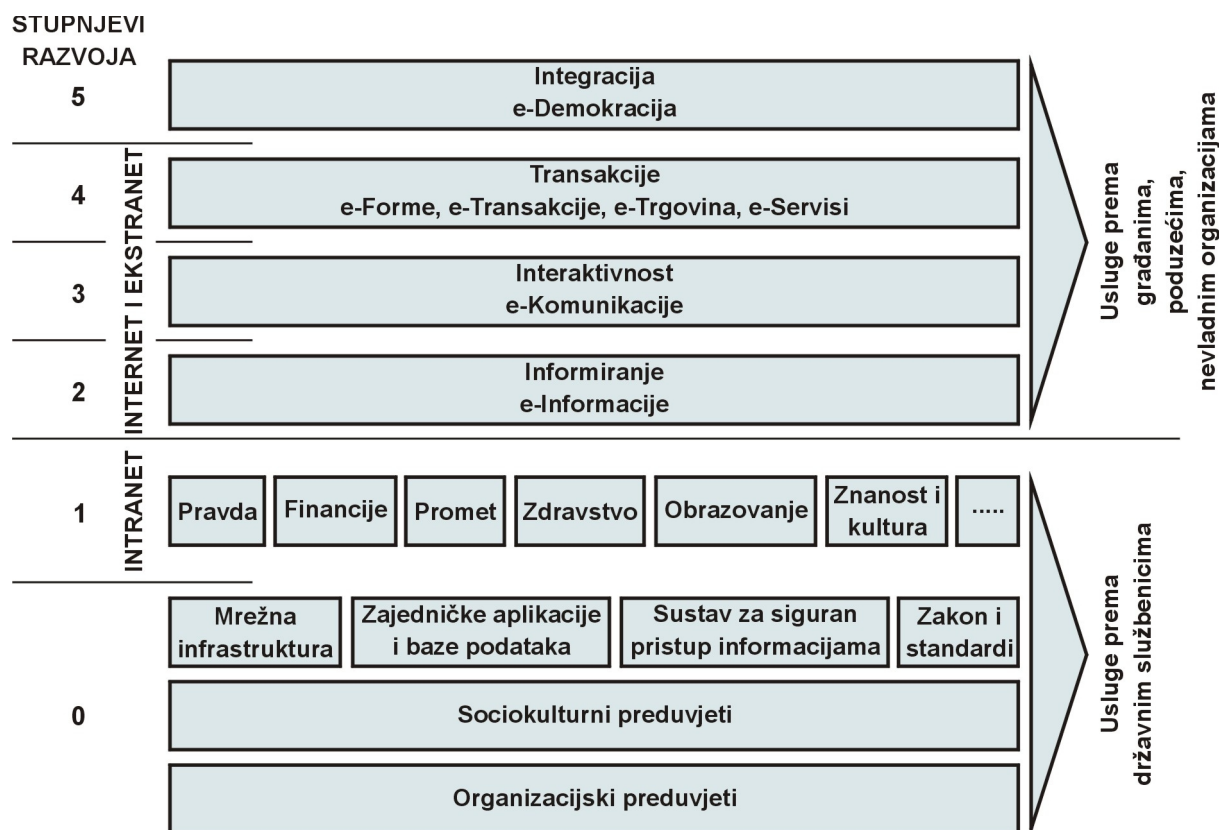 STUPNJEVI
RAZVOJA
5
Integracija
e-Demokracija
4
Transakcije
e-Forme, e-Transakcije, e-Trgovina, e-Servisi
3
Interaktivnost
e-Komunikacije
2
Informiranje
e-Informacije
INTERNET I EKSTRANET
Usluge prema
građanima,
poduzećima,
nevladnim organizacijama
1
INTRANET
Pravda
Financije
Promet
Zdravstvo
Obrazovanje
Znanost i
kultura
.....
0
Mrežna
infrastruktura
Zajedničke aplikacije
i baze podataka
Sustav za siguran
pristup informacijama
Zakon i
standardi
Sociokulturni preduvjeti
Organizacijski preduvjeti
Usluge prema
državnim službenicima